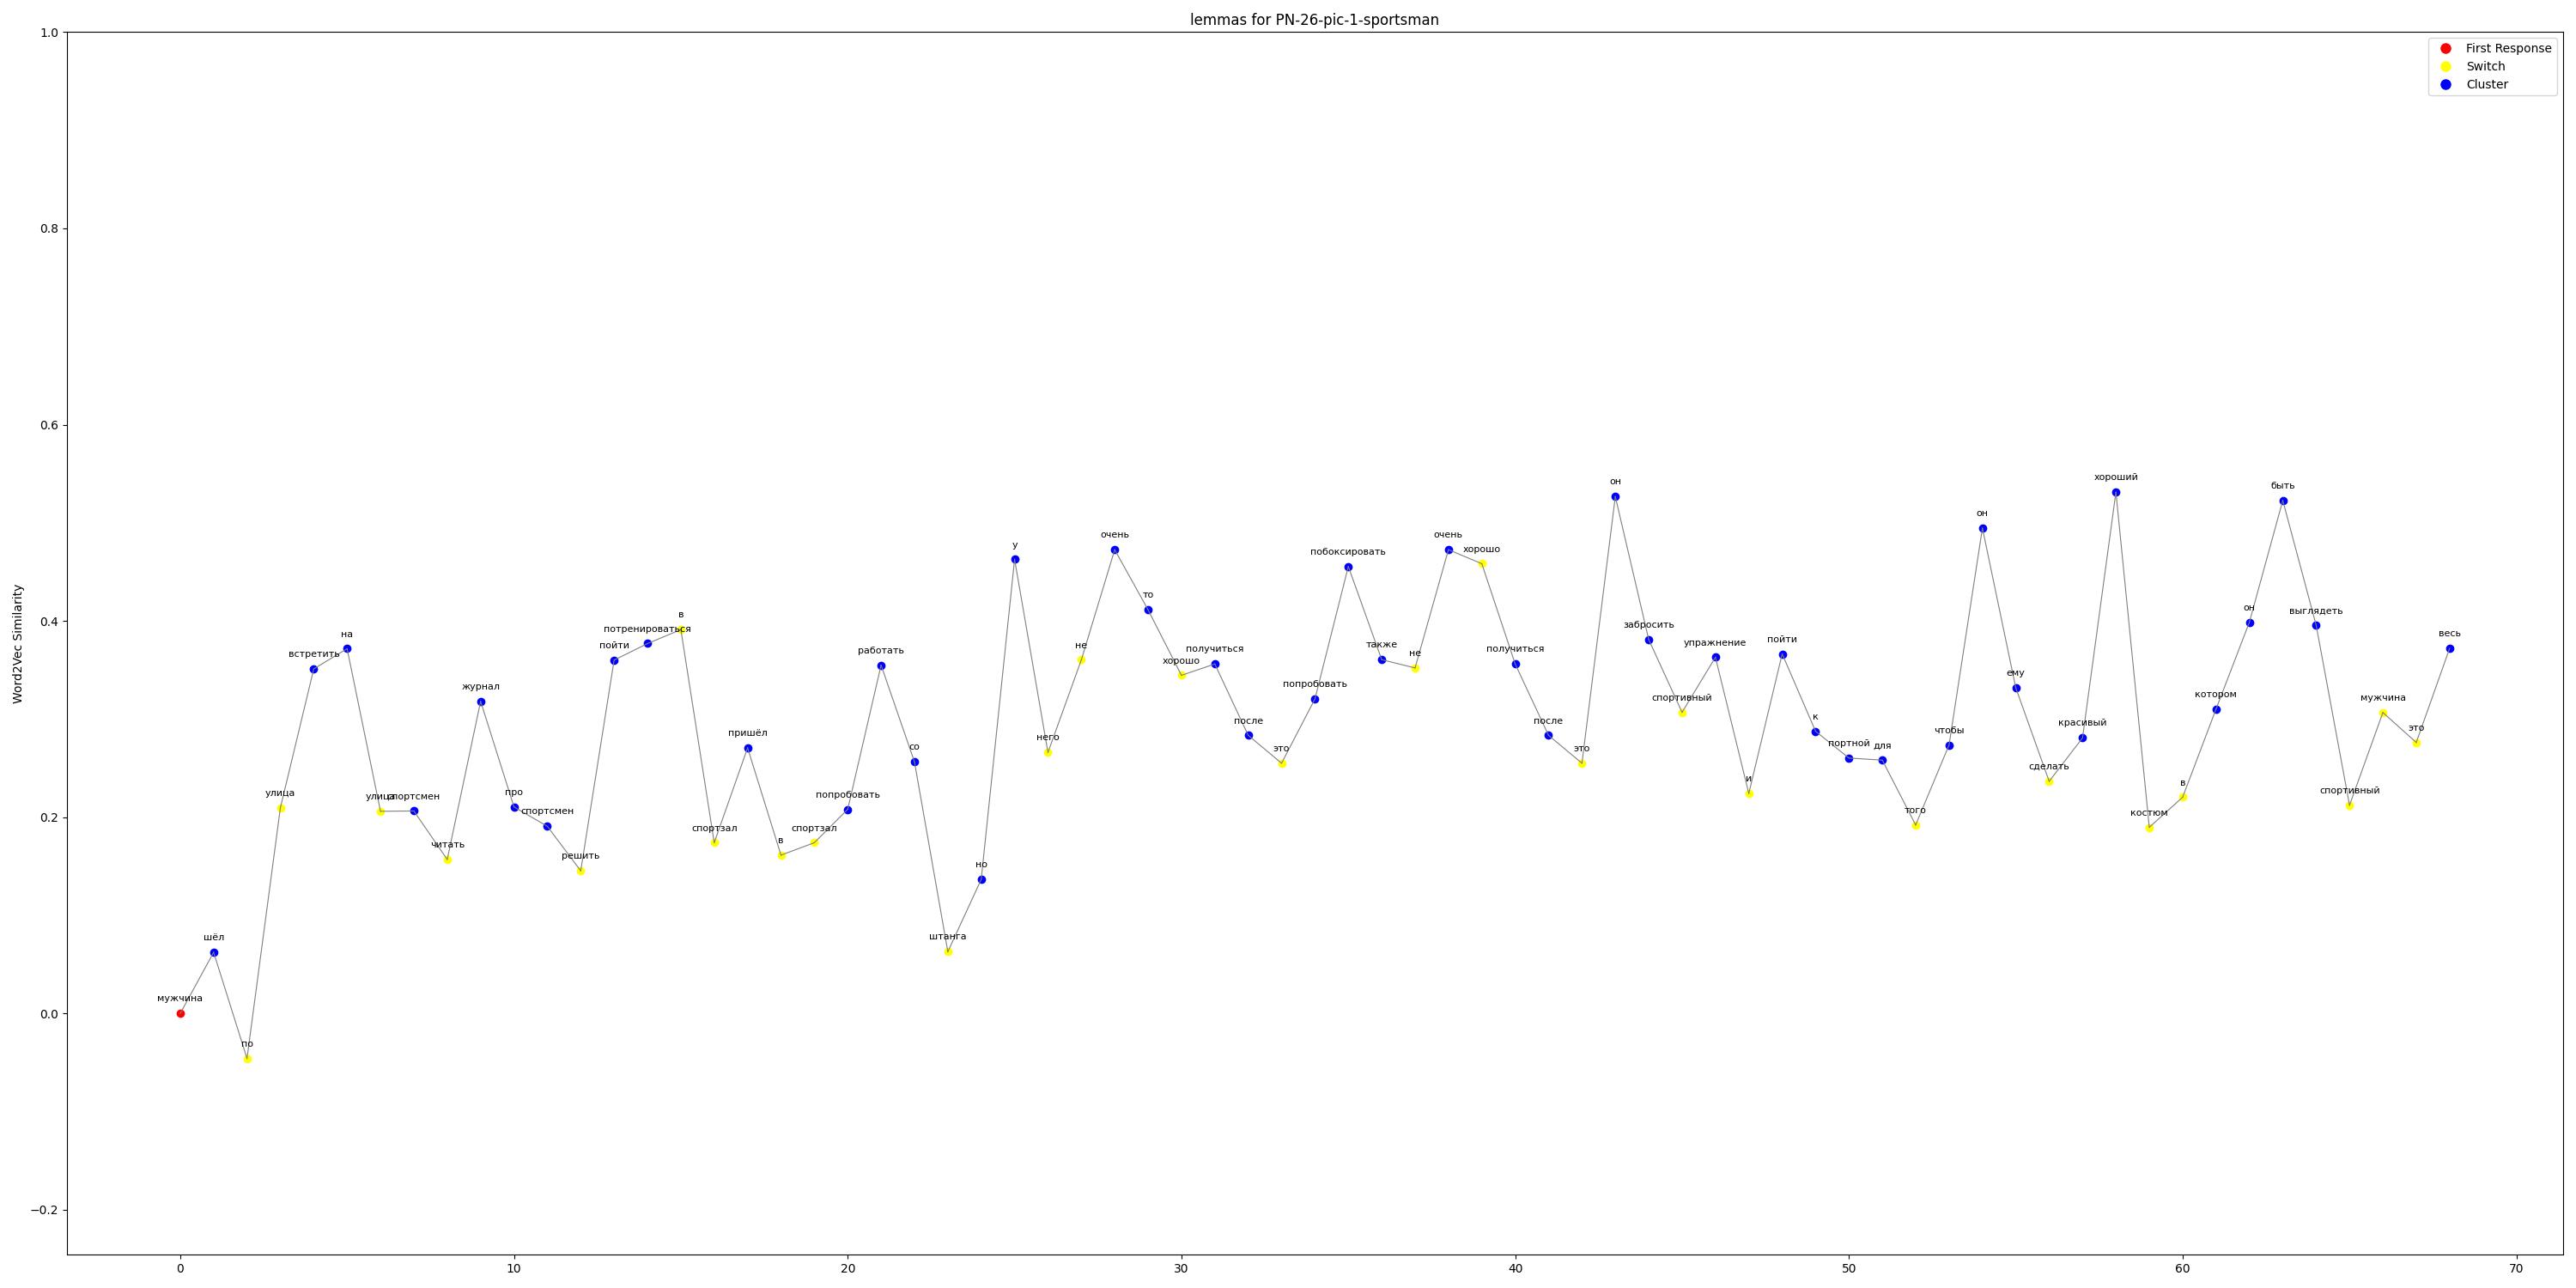 lemmas for PN-26-pic-1-sportsman
1.0
0.8
0.6
0.4
0.2
0.0
−0.2
Word2Vec Similarity
First Response
Switch
Cluster
мужчина
шёл
по
улица
встретить
на
улица
спортсмен
читать
журнал
про
спортсмен
решить
пойти
потренироваться
в
спортзал
пришёл
в
спортзал
попробовать
работать
со
штанга
но
у
него
не
очень
то
хорошо
получиться
после
это
попробовать
побоксировать
также
не
очень
хорошо
получиться
после
это
он
забросить
спортивный
упражнение
и
пойти
к
портной
для
того
чтобы
он
ему
сделать
красивый
хороший
костюм
в
котором
он
быть
выглядеть
спортивный
мужчина
это
весь
0
10
20
30
40
50
60
70